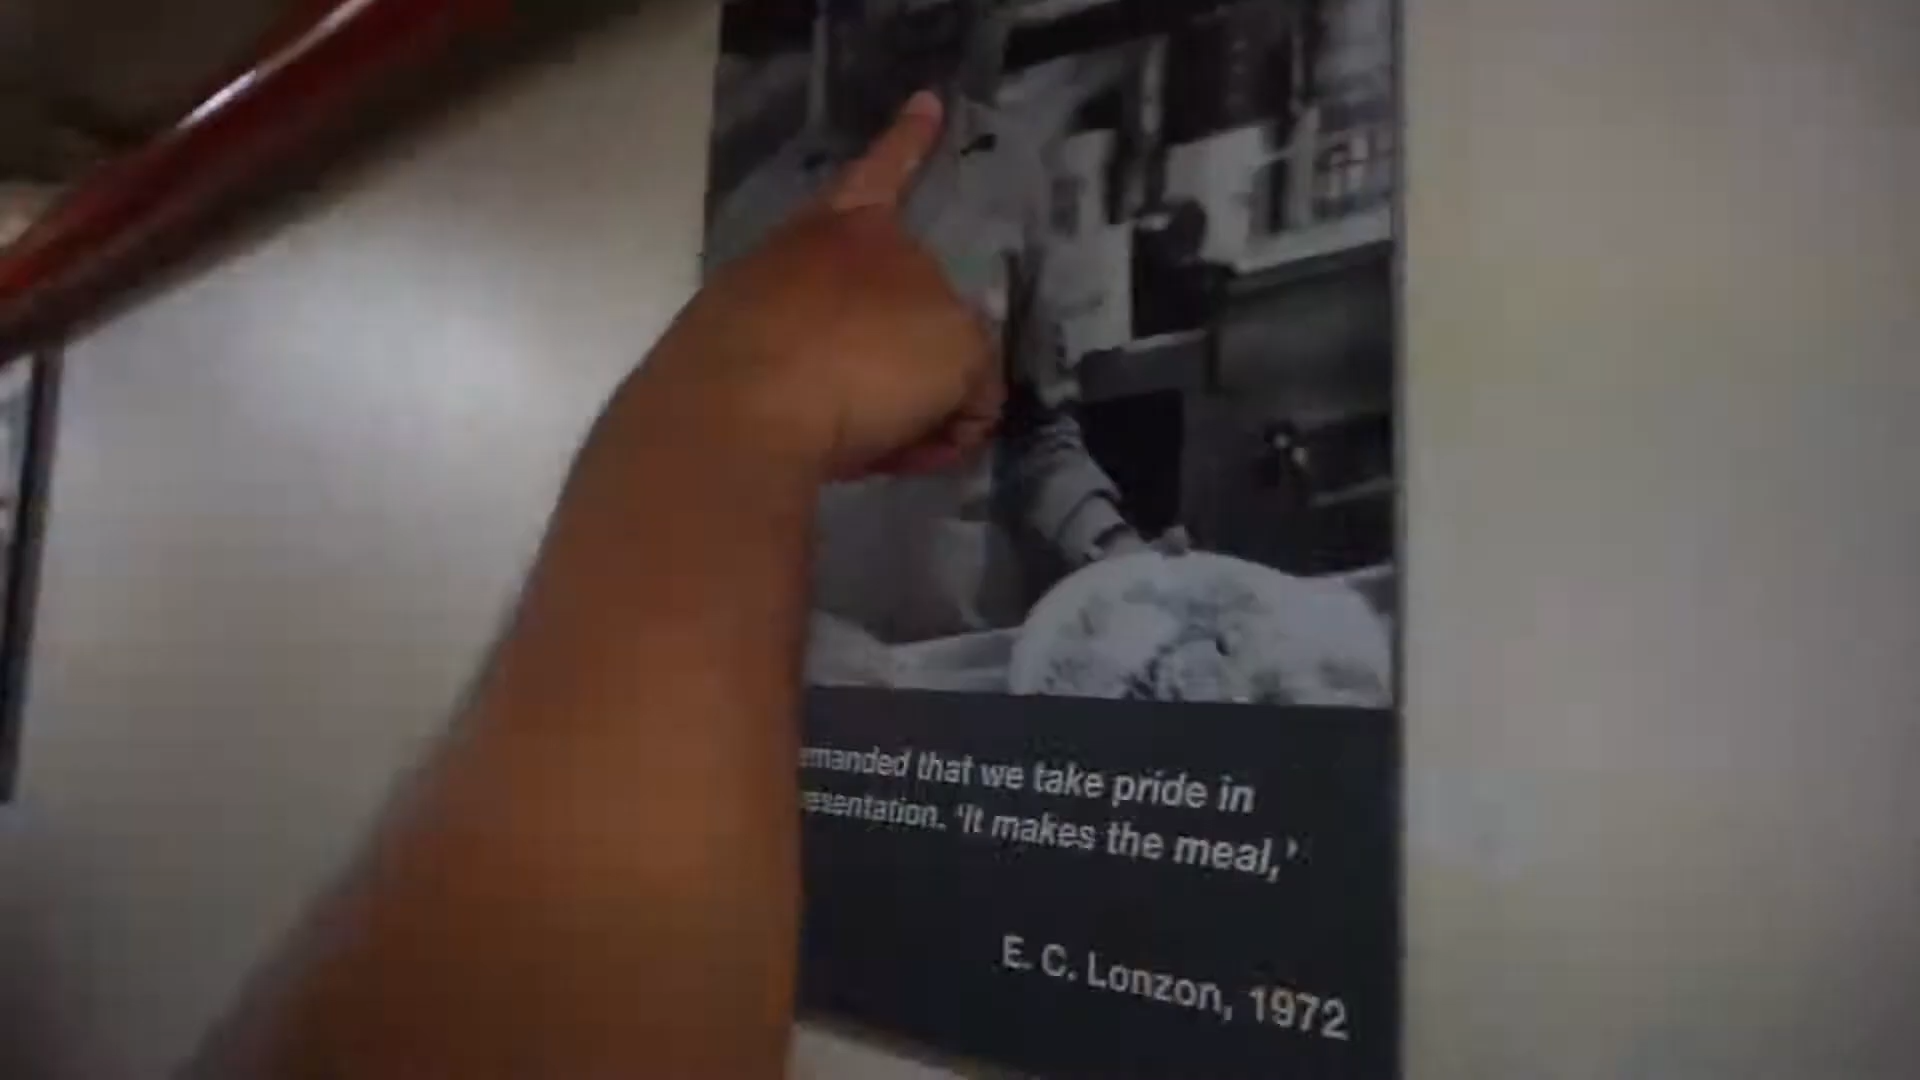 emanded that we take pride in
esentation. 'It makes the meal,'
E. C. Lonzon, 1972